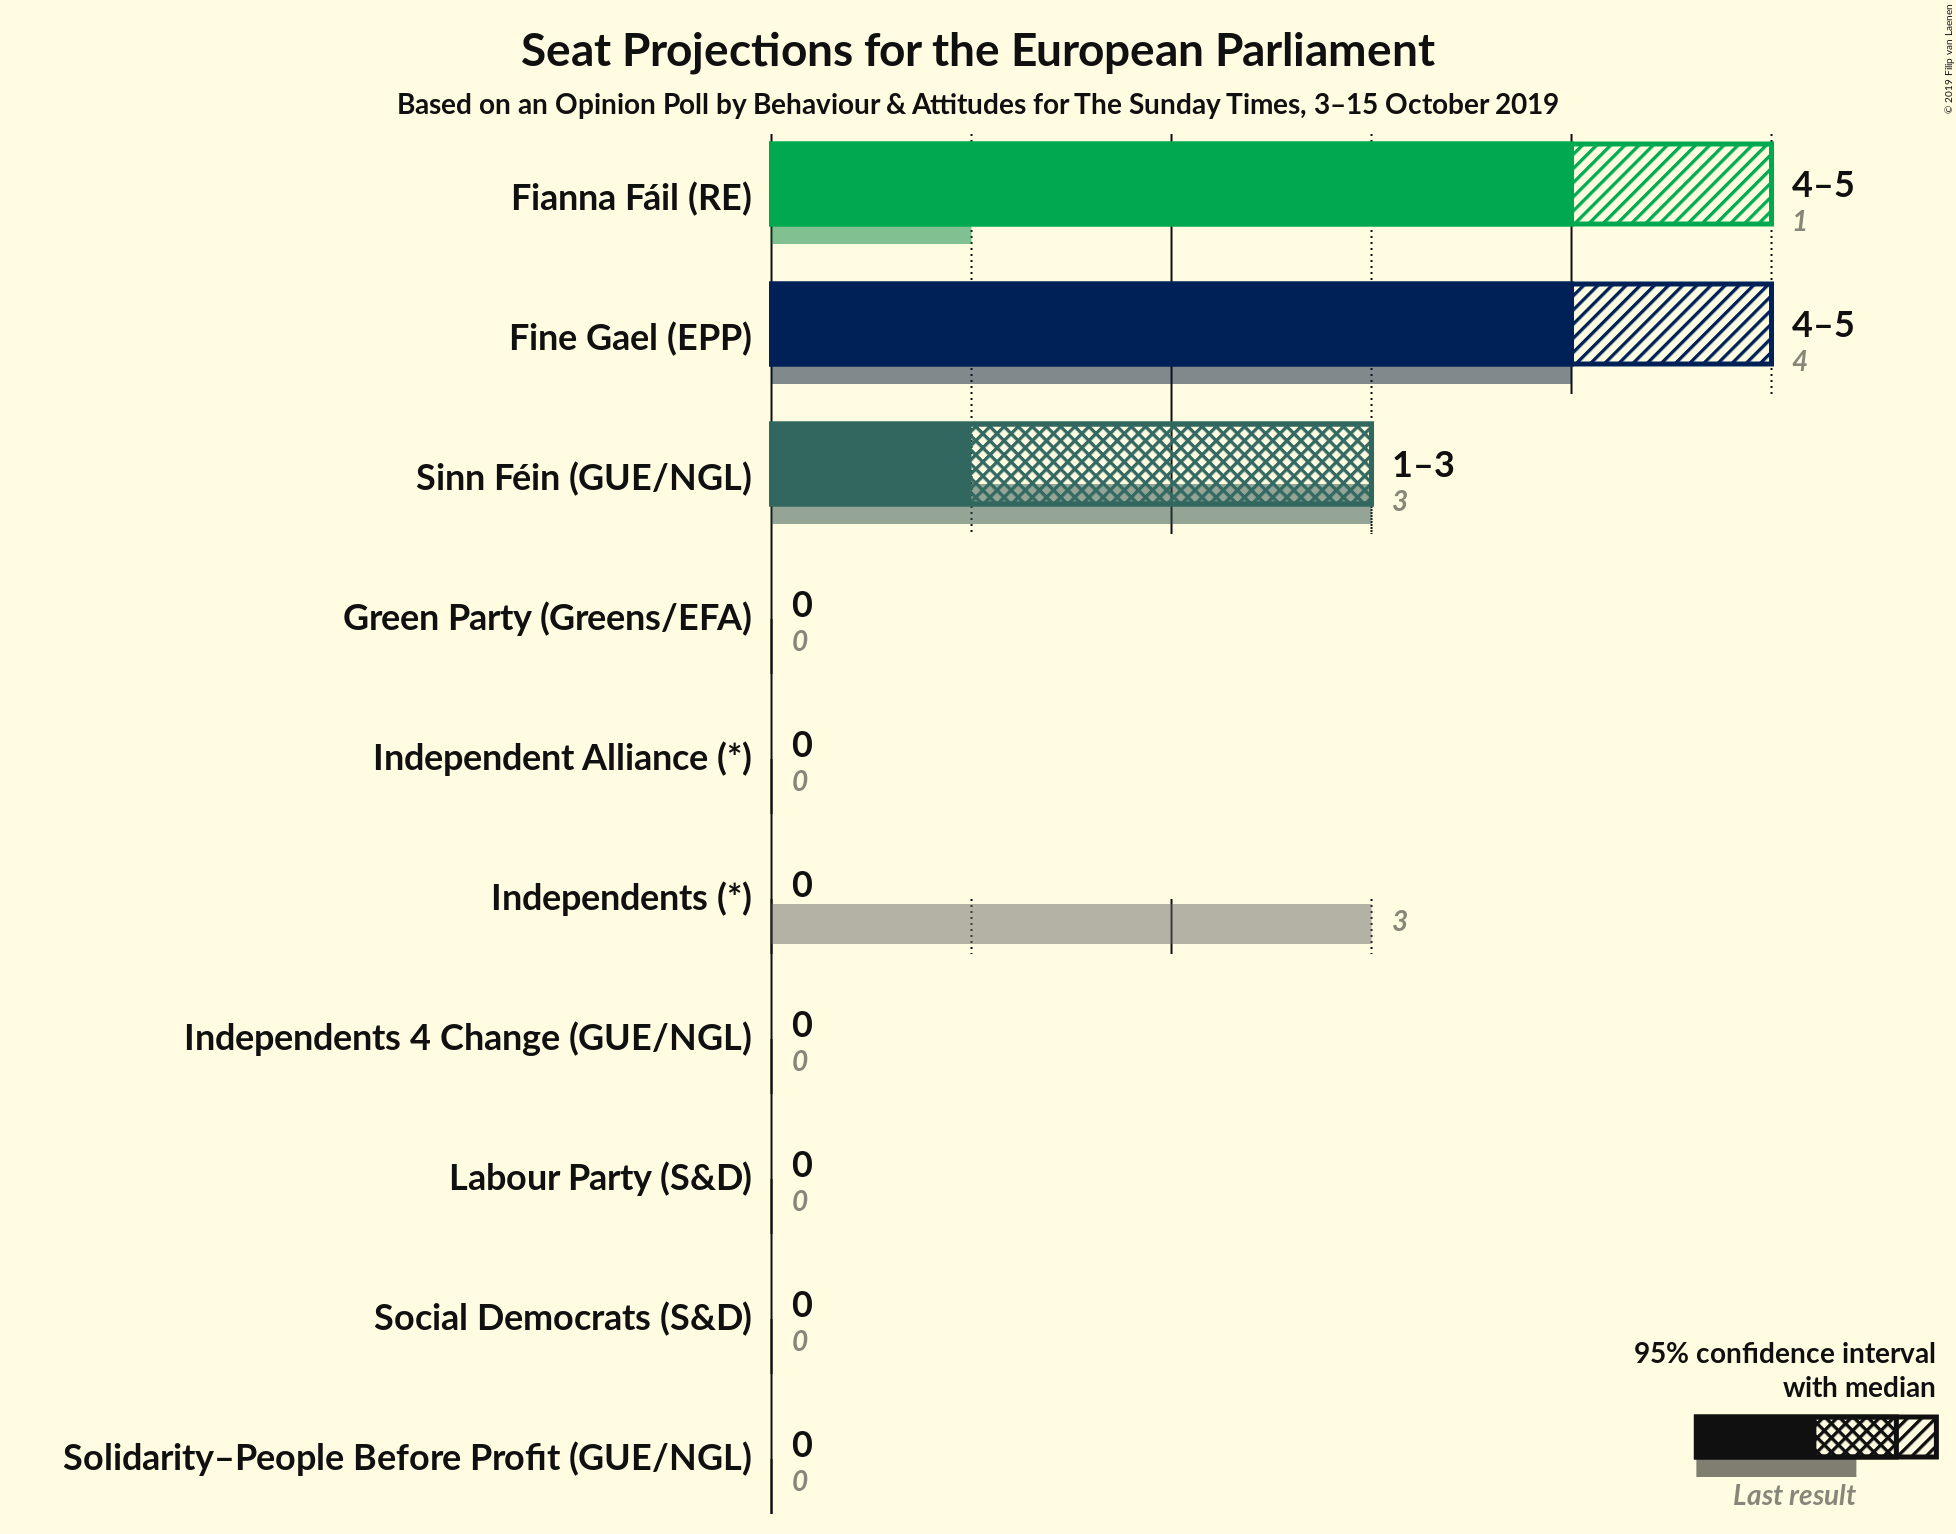 Seat Projections for the European Parliament
Based on an Opinion Poll by Behaviour & Attitudes for The Sunday Times, 3–15 October 2019
© 2019 Filip van Laenen
Fianna Fáil (RE)
4–5
1
Fine Gael (EPP)
4–5
4
Sinn Féin (GUE/NGL)
1–3
3
Green Party (Greens/EFA)
0
0
Independent Alliance (*)
0
0
Independents (*)
0
3
Independents 4 Change (GUE/NGL)
0
0
Labour Party (S&D)
0
0
Social Democrats (S&D)
0
0
Solidarity–People Before Profit (GUE/NGL)
0
0
95% confidence interval
with median
Last result